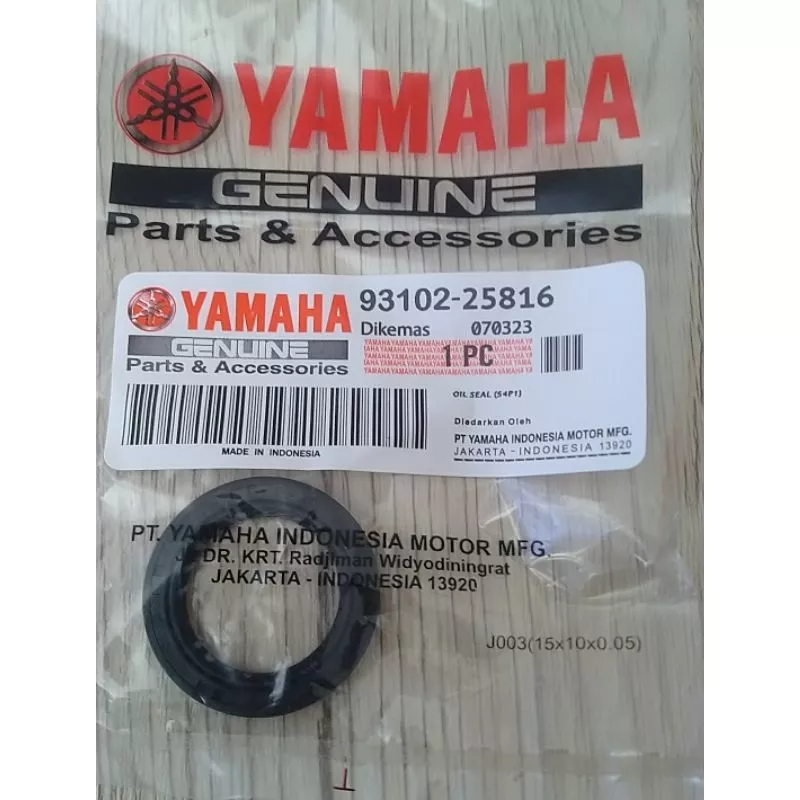 YAMAHA
GENUINE
Parts & Accessories
YAMAHA 93102-25816
GENUINE Dikemas 070323
Parts & Accessories 1 PC
YAMAHAYAMAHAYAMAHAYAMAHAYAMAHAYAMAHA
OIL SEAL (54P1)
Diedarkan Oleh
PT YAMAHA INDONESIA MOTOR MFG.
JAKARTA - INDONESIA 13920
MADE IN INDONESIA
PT. YAMAHA INDONESIA MOTOR MFG.
DR. KRT. Radjiman Widyodiningrat
JAKARTA - INDONESIA 13920
J003(15x10x0.05)